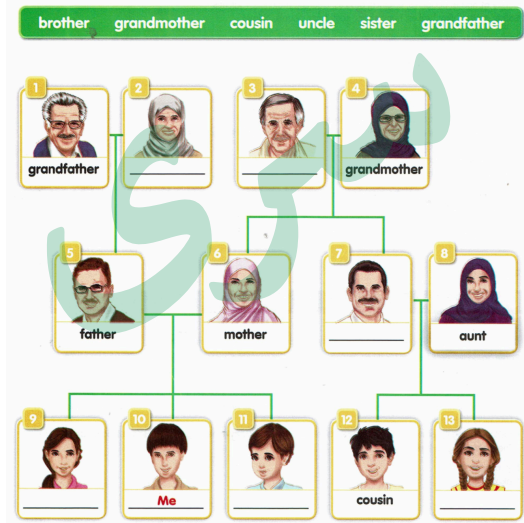 brother grandmother cousin uncle sister grandfather
1 2 3 4
grandfather grandmother
5 6 7 8
father mother aunt
9 10 11 12 13
Me cousin
سرى